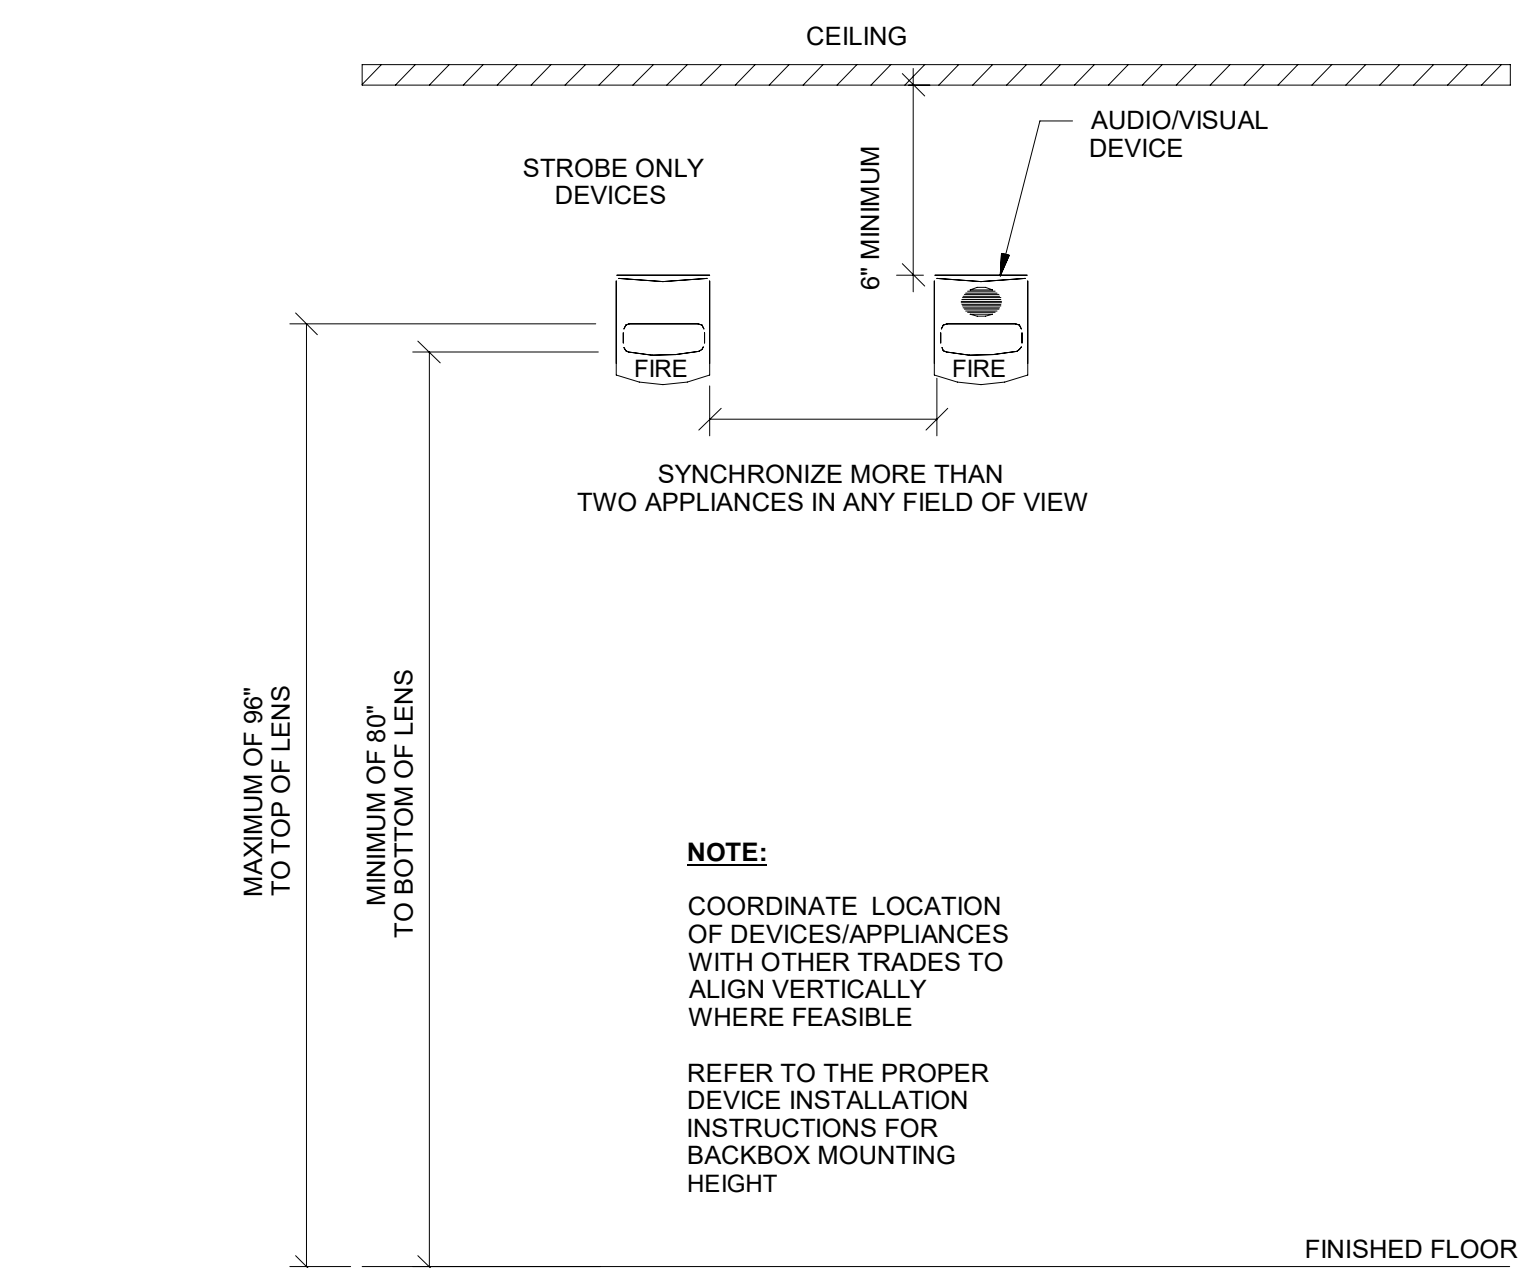 CEILING
AUDIO/VISUAL
DEVICE
STROBE ONLY
DEVICES
6" MINIMUM
FIRE
FIRE
SYNCHRONIZE MORE THAN
TWO APPLIANCES IN ANY FIELD OF VIEW
MAXIMUM OF 96"
TO TOP OF LENS
MINIMUM OF 80"
TO BOTTOM OF LENS
NOTE:
COORDINATE LOCATION
OF DEVICES/APPLIANCES
WITH OTHER TRADES TO
ALIGN VERTICALLY
WHERE FEASIBLE
REFER TO THE PROPER
DEVICE INSTALLATION
INSTRUCTIONS FOR
BACKBOX MOUNTING
HEIGHT
FINISHED FLOOR